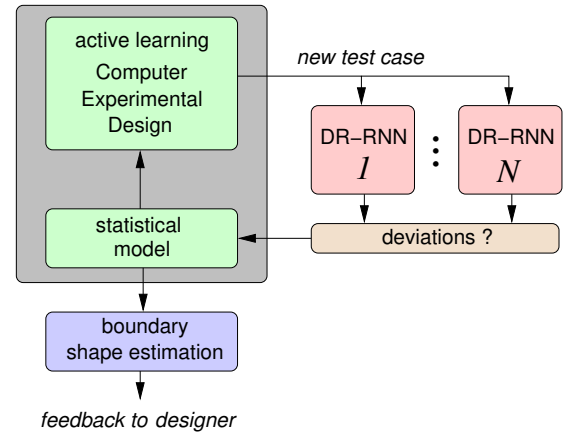 active learning
Computer
Experimental
Design
new test case
DR–RNN
1
DR–RNN
N
deviations ?
statistical
model
boundary
shape estimation
feedback to designer